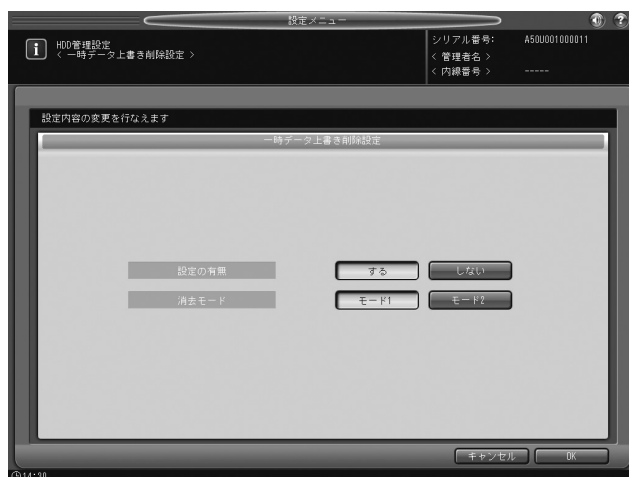 設定メニュー
HDD管理設定
< 一時データ上書き削除設定 >
シリアル番号: A50U001000011
< 管理者名 >
< 内線番号 > -----
設定内容の変更を行なえます
一時データ上書き削除設定
設定の有無 する しない
消去モード モード1 モード2
キャンセル OK
14:30